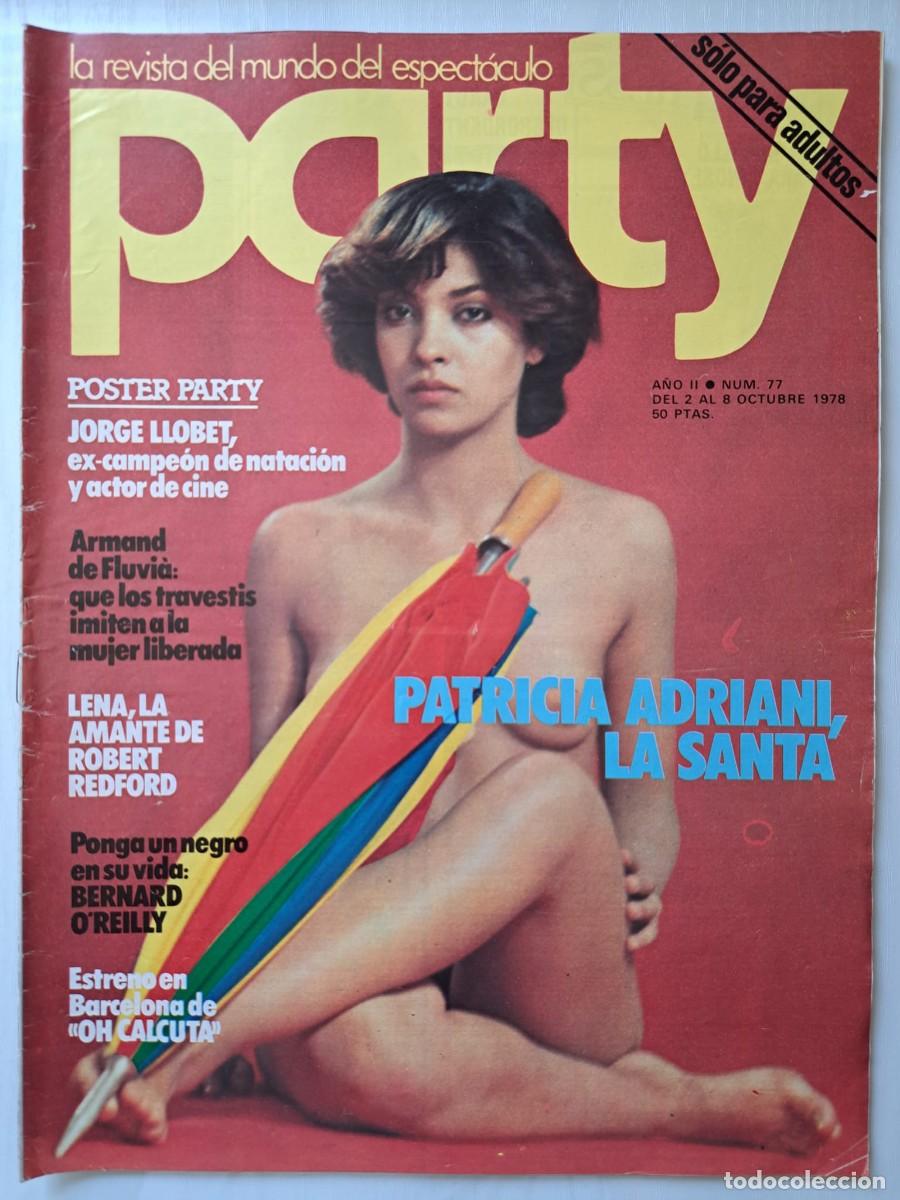 la revista del mundo del espectáculo
party
sólo para adultos
AÑO II ● NUM. 77
DEL 2 AL 8 OCTUBRE 1978
50 PTAS.
POSTER PARTY
JORGE LLOBET,
ex-campeón de natación
y actor de cine
Armand
de Fluvià:
que los travestis
imiten a la
mujer liberada
PATRICIA ADRIANI,
LA SANTA
LENA, LA
AMANTE DE
ROBERT
REDFORD
Ponga un negro
en su vida:
BERNARD
O'REILLY
Estreno en
Barcelona de
«OH CALCUTA»
todocoleccion